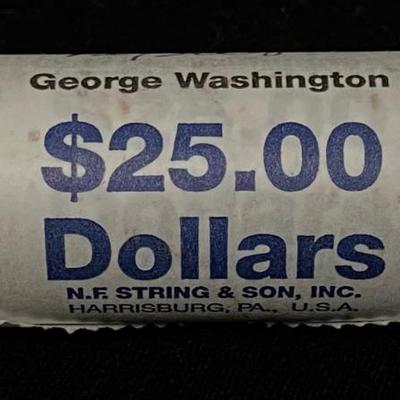 George Washington
$25.00
Dollars
N.F. STRING & SON, INC.
HARRISBURG, PA., U.S.A.